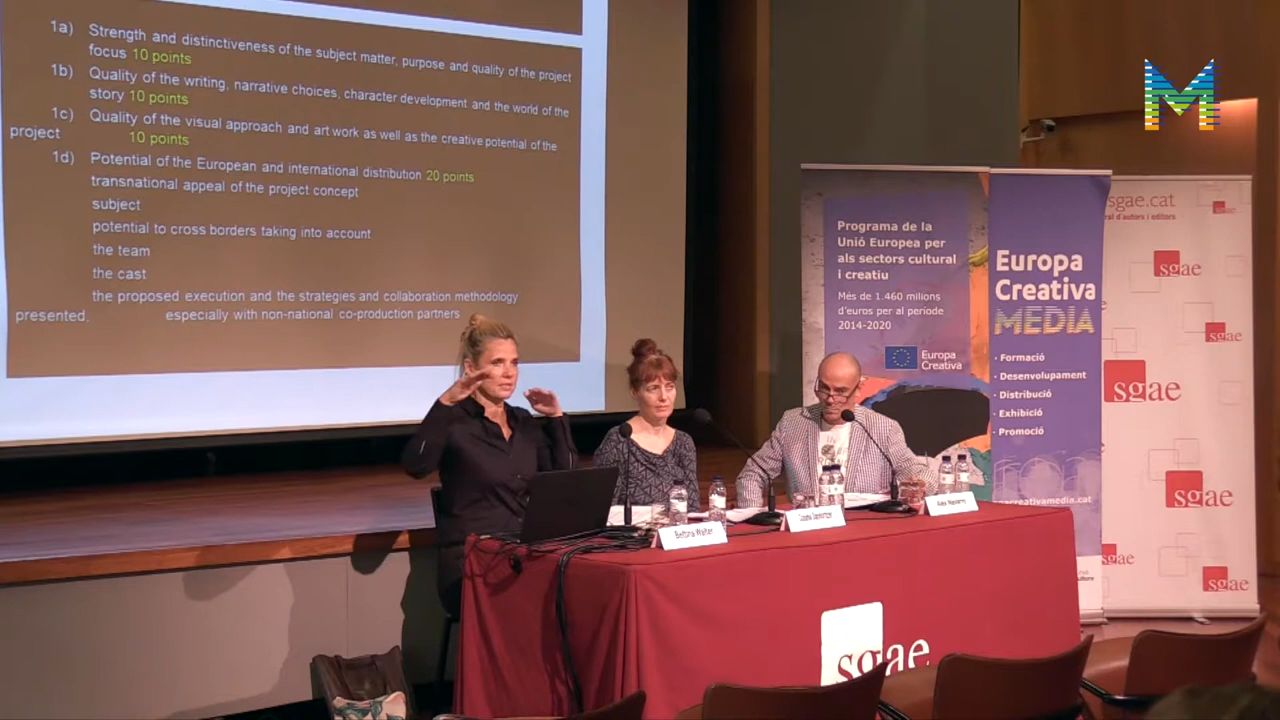 1a) Strength and distinctiveness of the subject matter, purpose and quality of the project
focus 10 points
1b) Quality of the writing, narrative choices, character development and the world of the
story 10 points
1c) Quality of the visual approach and art work as well as the creative potential of the
project 10 points
1d) Potential of the European and international distribution 20 points
transnational appeal of the project concept
subject
potential to cross borders taking into account
the team
the cast
the proposed execution and the strategies and collaboration methodology
presented, especially with non-national co-production partners
M
Programa de la
Unió Europea per
als sectors cultural
i creatiu
Més de 1.460 milions
d'euros per al període
2014-2020
Europa
Creativa
Europa
Creativa
MEDIA
· Formació
· Desenvolupament
· Distribució
· Exhibició
· Promoció
creativamedia.cat
sgae.cat
ral d'autors i editors
sgae
sgae
sgae
sgae
sgae
sgae
sgae
Bettina Walter
Alex Navarro
sgae